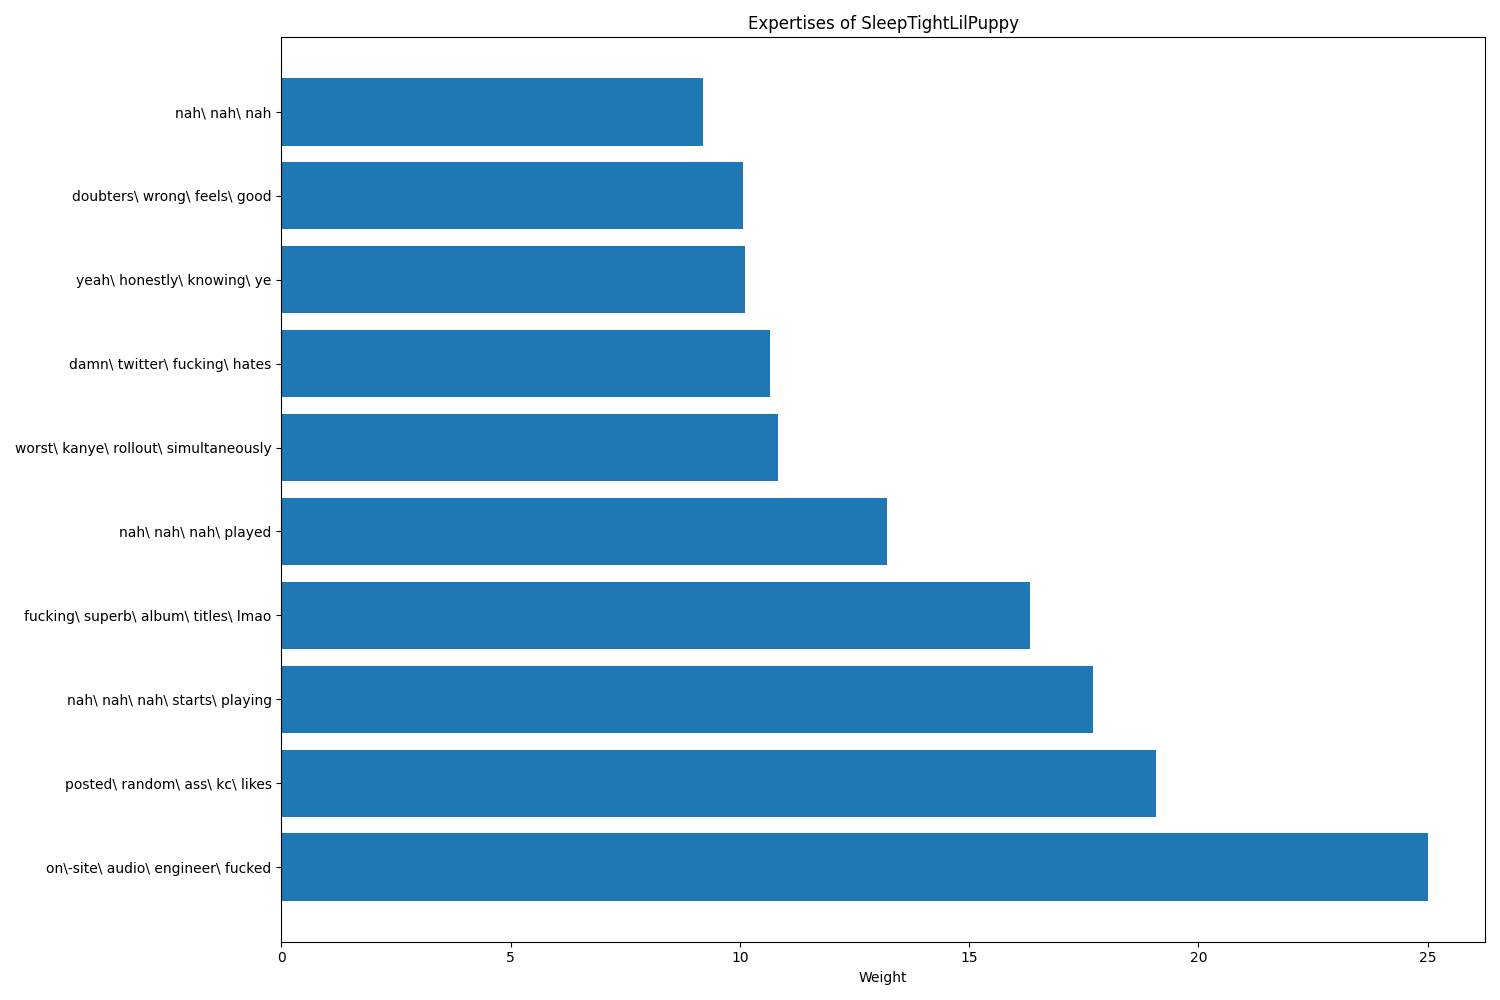 Expertises of SleepTightLilPuppy
nah\ nah\ nah
doubters\ wrong\ feels\ good
yeah\ honestly\ knowing\ ye
damn\ twitter\ fucking\ hates
worst\ kanye\ rollout\ simultaneously
nah\ nah\ nah\ played
fucking\ superb\ album\ titles\ lmao
nah\ nah\ nah\ starts\ playing
posted\ random\ ass\ kc\ likes
on\-site\ audio\ engineer\ fucked
0 5 10 15 20 25
Weight